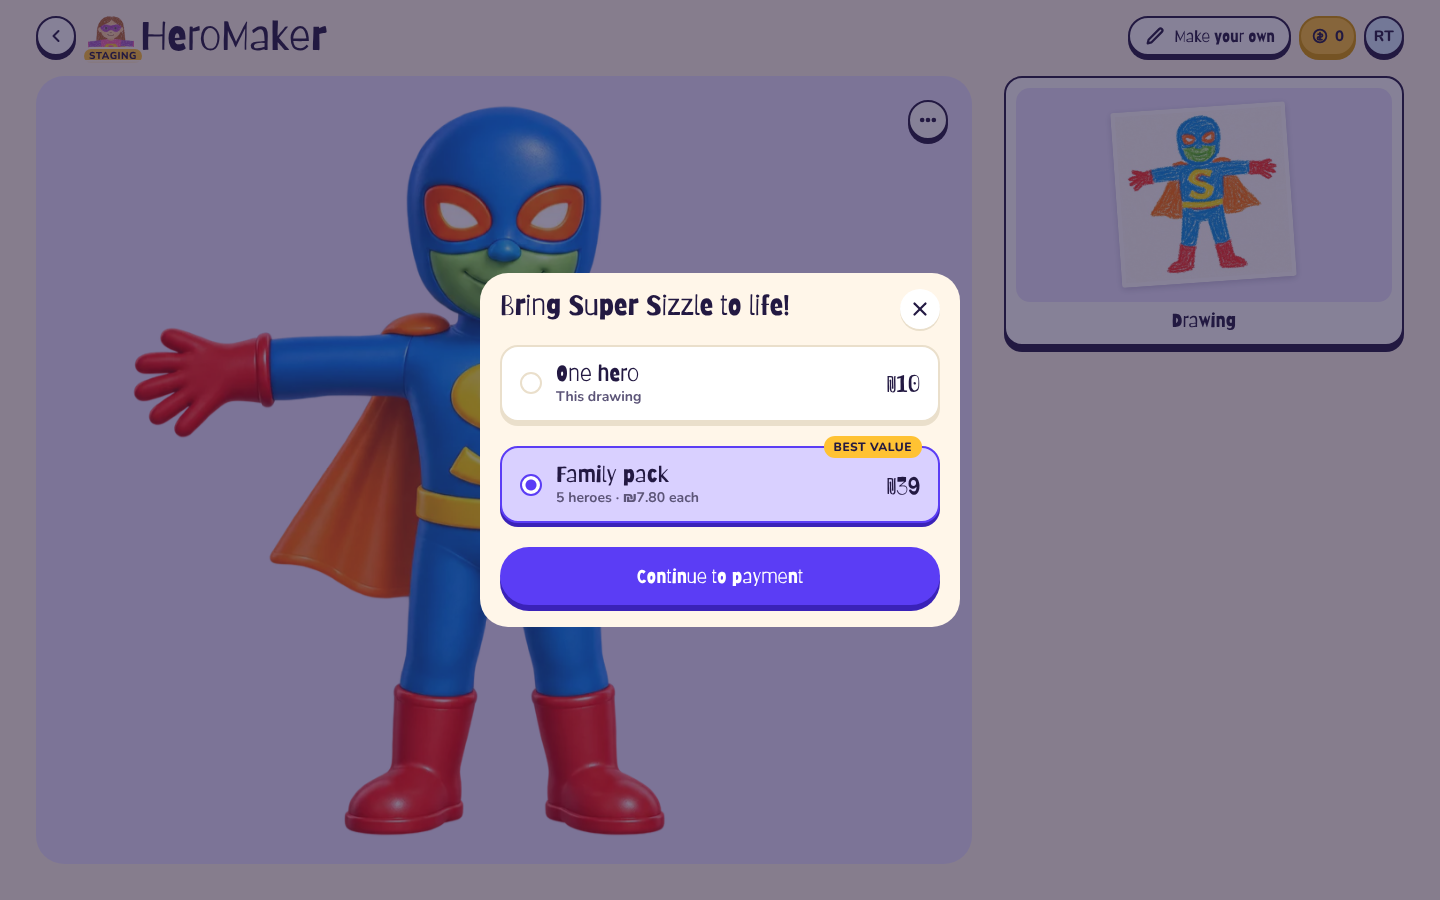 HeroMaker
STAGING
Make your own
0
RT
Bring Super Sizzle to life!
One hero
This drawing
₪10
BEST VALUE
Family pack
5 heroes · ₪7.80 each
₪39
Continue to payment
S
Drawing